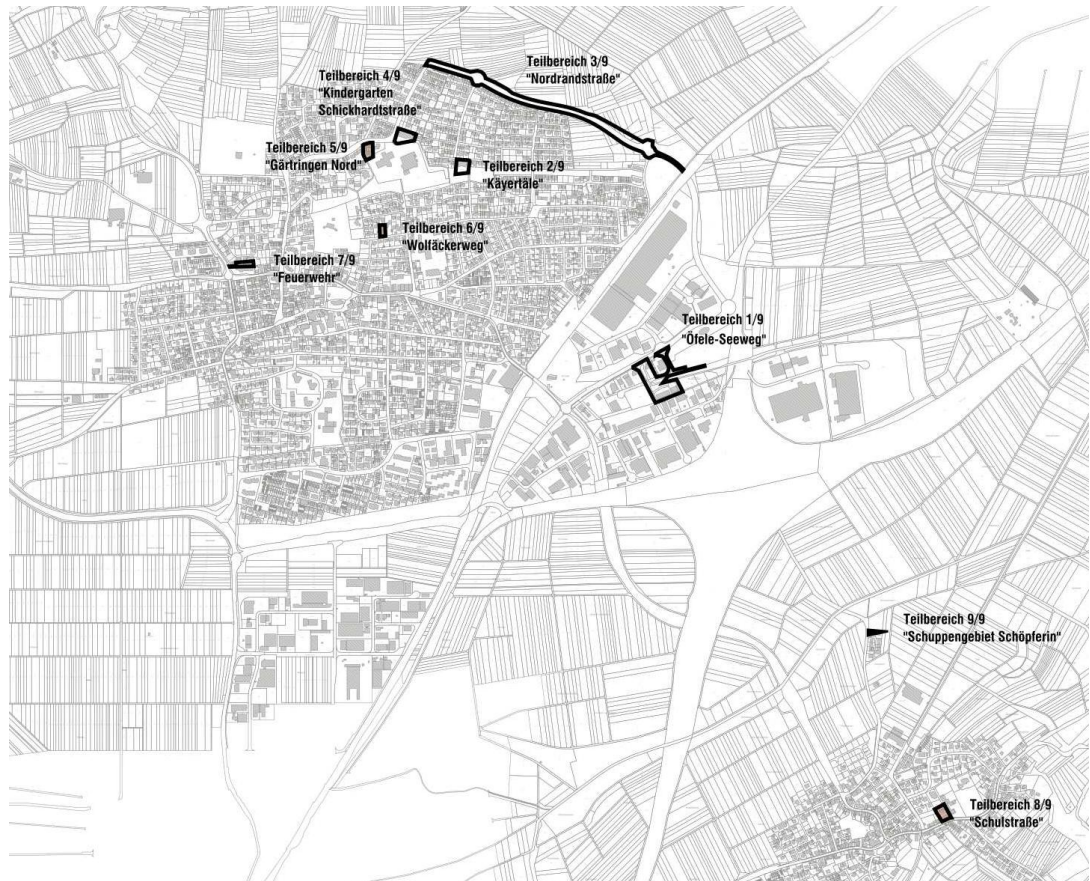 Teilbereich 3/9
"Nordrandstraße"
Teilbereich 4/9
"Kindergarten
Schickhardtstraße"
Teilbereich 5/9
"Gärtringen Nord"
Teilbereich 2/9
"Käyertäle"
Teilbereich 6/9
"Wolfäckerweg"
Teilbereich 7/9
"Feuerwehr"
Teilbereich 1/9
"Öfele-Seeweg"
Teilbereich 9/9
"Schuppengebiet Schöpferin"
Teilbereich 8/9
"Schulstraße"